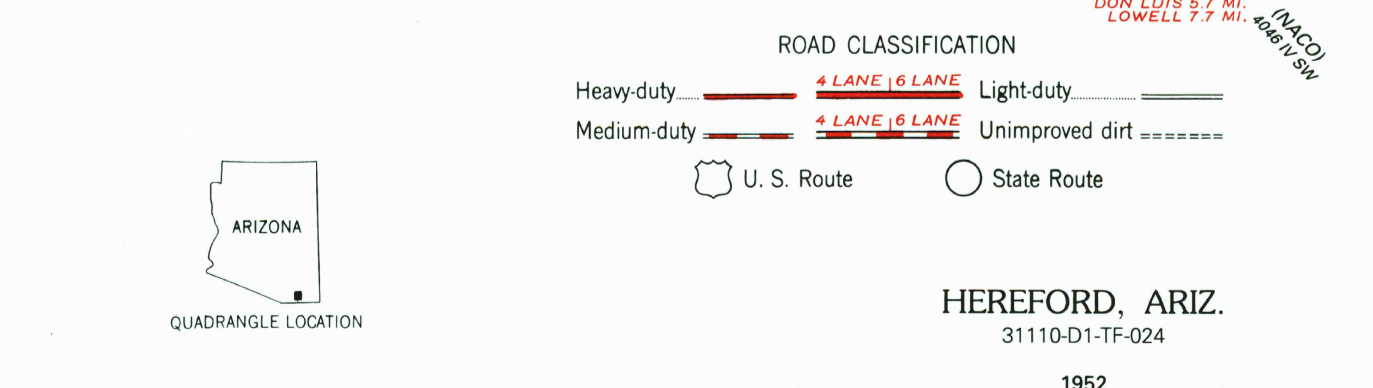 DON LUIS 5.7 MI.
LOWELL 7.7 MI.
(NACO)
4046 IV SW
ROAD CLASSIFICATION
4 LANE | 6 LANE
Heavy-duty...... Light-duty..................
4 LANE | 6 LANE
Medium-duty Unimproved dirt
U. S. Route State Route
ARIZONA
QUADRANGLE LOCATION
HEREFORD, ARIZ.
31110-D1-TF-024
1952